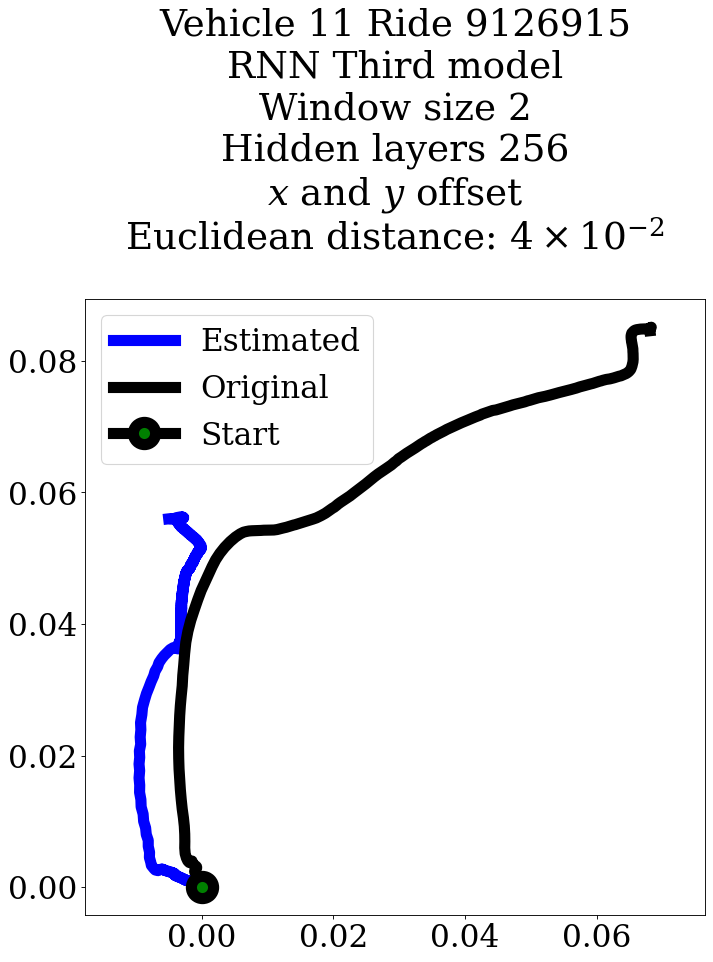 Vehicle 11 Ride 9126915
RNN Third model
Window size 2
Hidden layers 256
x and y offset
Euclidean distance: 4 × 10⁻²
Estimated
Original
Start
0.08
0.06
0.04
0.02
0.00
0.00 0.02 0.04 0.06